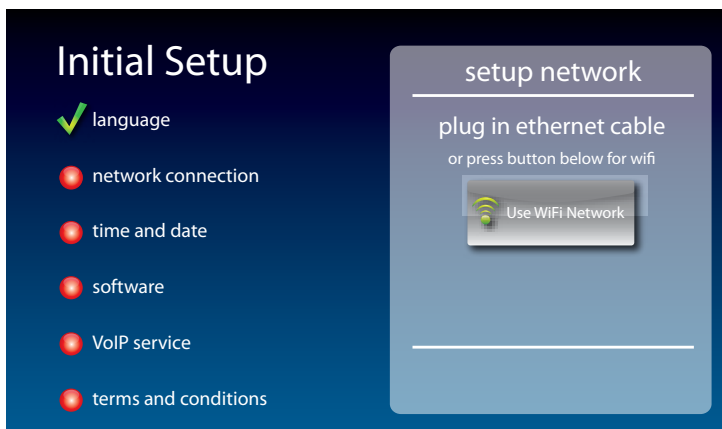 Initial Setup
language
network connection
time and date
software
VoIP service
terms and conditions
setup network
plug in ethernet cable
or press button below for wifi
Use WiFi Network